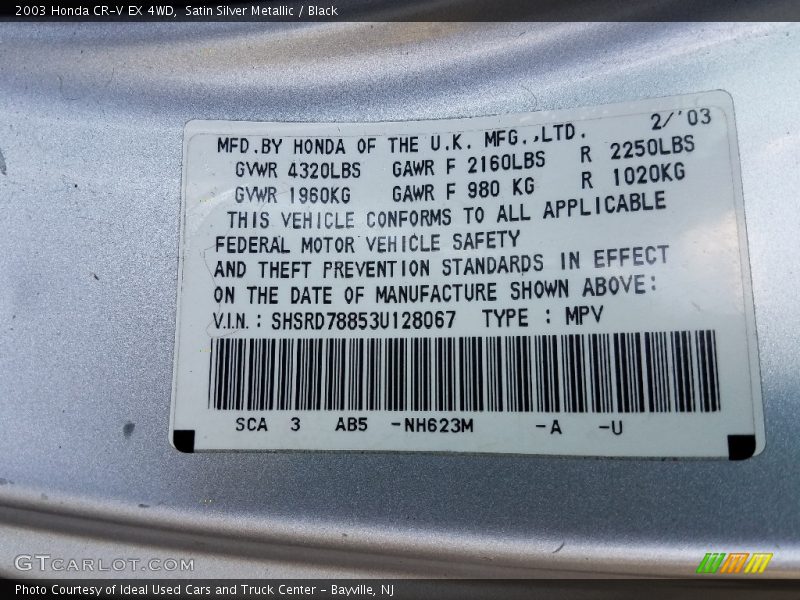 2003 Honda CR-V EX 4WD, Satin Silver Metallic / Black
2/'03
MFD.BY HONDA OF THE U.K. MFG.,LTD.
GVWR 4320LBS GAWR F 2160LBS R 2250LBS
GVWR 1960KG GAWR F 980 KG R 1020KG
THIS VEHICLE CONFORMS TO ALL APPLICABLE
FEDERAL MOTOR VEHICLE SAFETY
AND THEFT PREVENTION STANDARDS IN EFFECT
ON THE DATE OF MANUFACTURE SHOWN ABOVE:
V.I.N.: SHSRD78853U128067 TYPE : MPV
SCA 3 AB5 -NH623M -A -U
GTCARLOT.COM
Photo Courtesy of Ideal Used Cars and Truck Center - Bayville, NJ